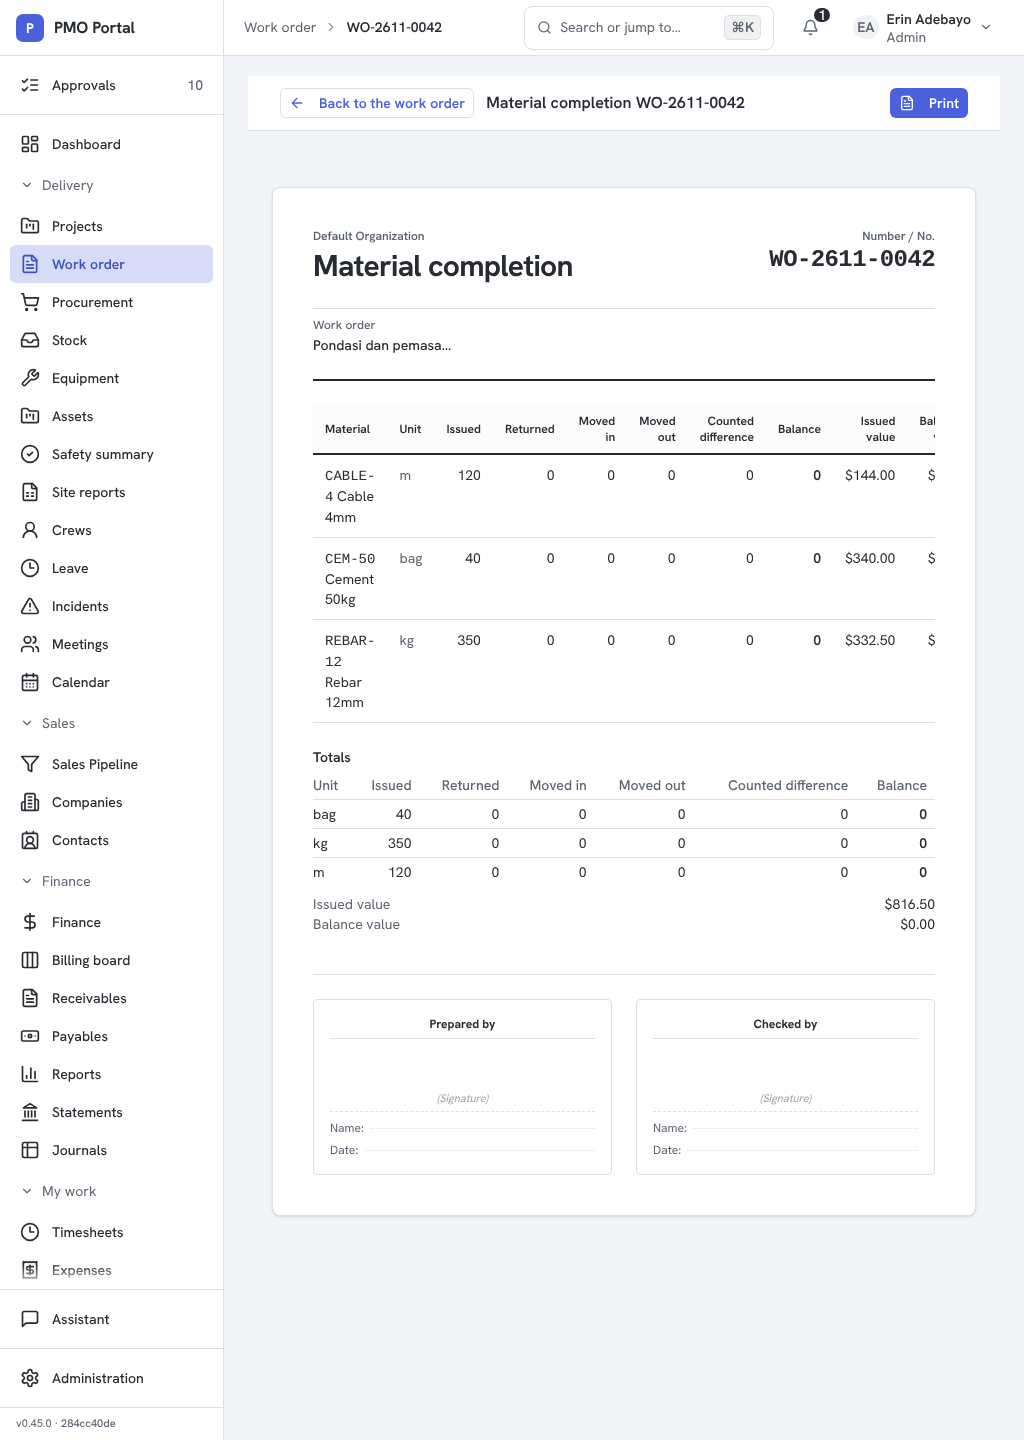 P PMO Portal
Work order > WO-2611-0042
Search or jump to... ⌘K
1
EA
Erin Adebayo
Admin
Approvals 10
Dashboard
Delivery
Projects
Work order
Procurement
Stock
Equipment
Assets
Safety summary
Site reports
Crews
Leave
Incidents
Meetings
Calendar
Sales
Sales Pipeline
Companies
Contacts
Finance
Finance
Billing board
Receivables
Payables
Reports
Statements
Journals
My work
Timesheets
Expenses
Assistant
Administration
v0.45.0 · 284cc40de
Back to the work order
Material completion WO-2611-0042
Print
Default Organization
Material completion
Number / No.
WO-2611-0042
Work order
Pondasi dan pemasa...
Material Unit Issued Returned Moved in Moved out Counted difference Balance Issued value
CABLE-4 Cable 4mm m 120 0 0 0 0 0 $144.00 $
CEM-50 Cement 50kg bag 40 0 0 0 0 0 $340.00 $
REBAR-12 Rebar 12mm kg 350 0 0 0 0 0 $332.50 $
Totals
Unit Issued Returned Moved in Moved out Counted difference Balance
bag 40 0 0 0 0 0
kg 350 0 0 0 0 0
m 120 0 0 0 0 0
Issued value $816.50
Balance value $0.00
Prepared by
(Signature)
Name:
Date:
Checked by
(Signature)
Name:
Date: